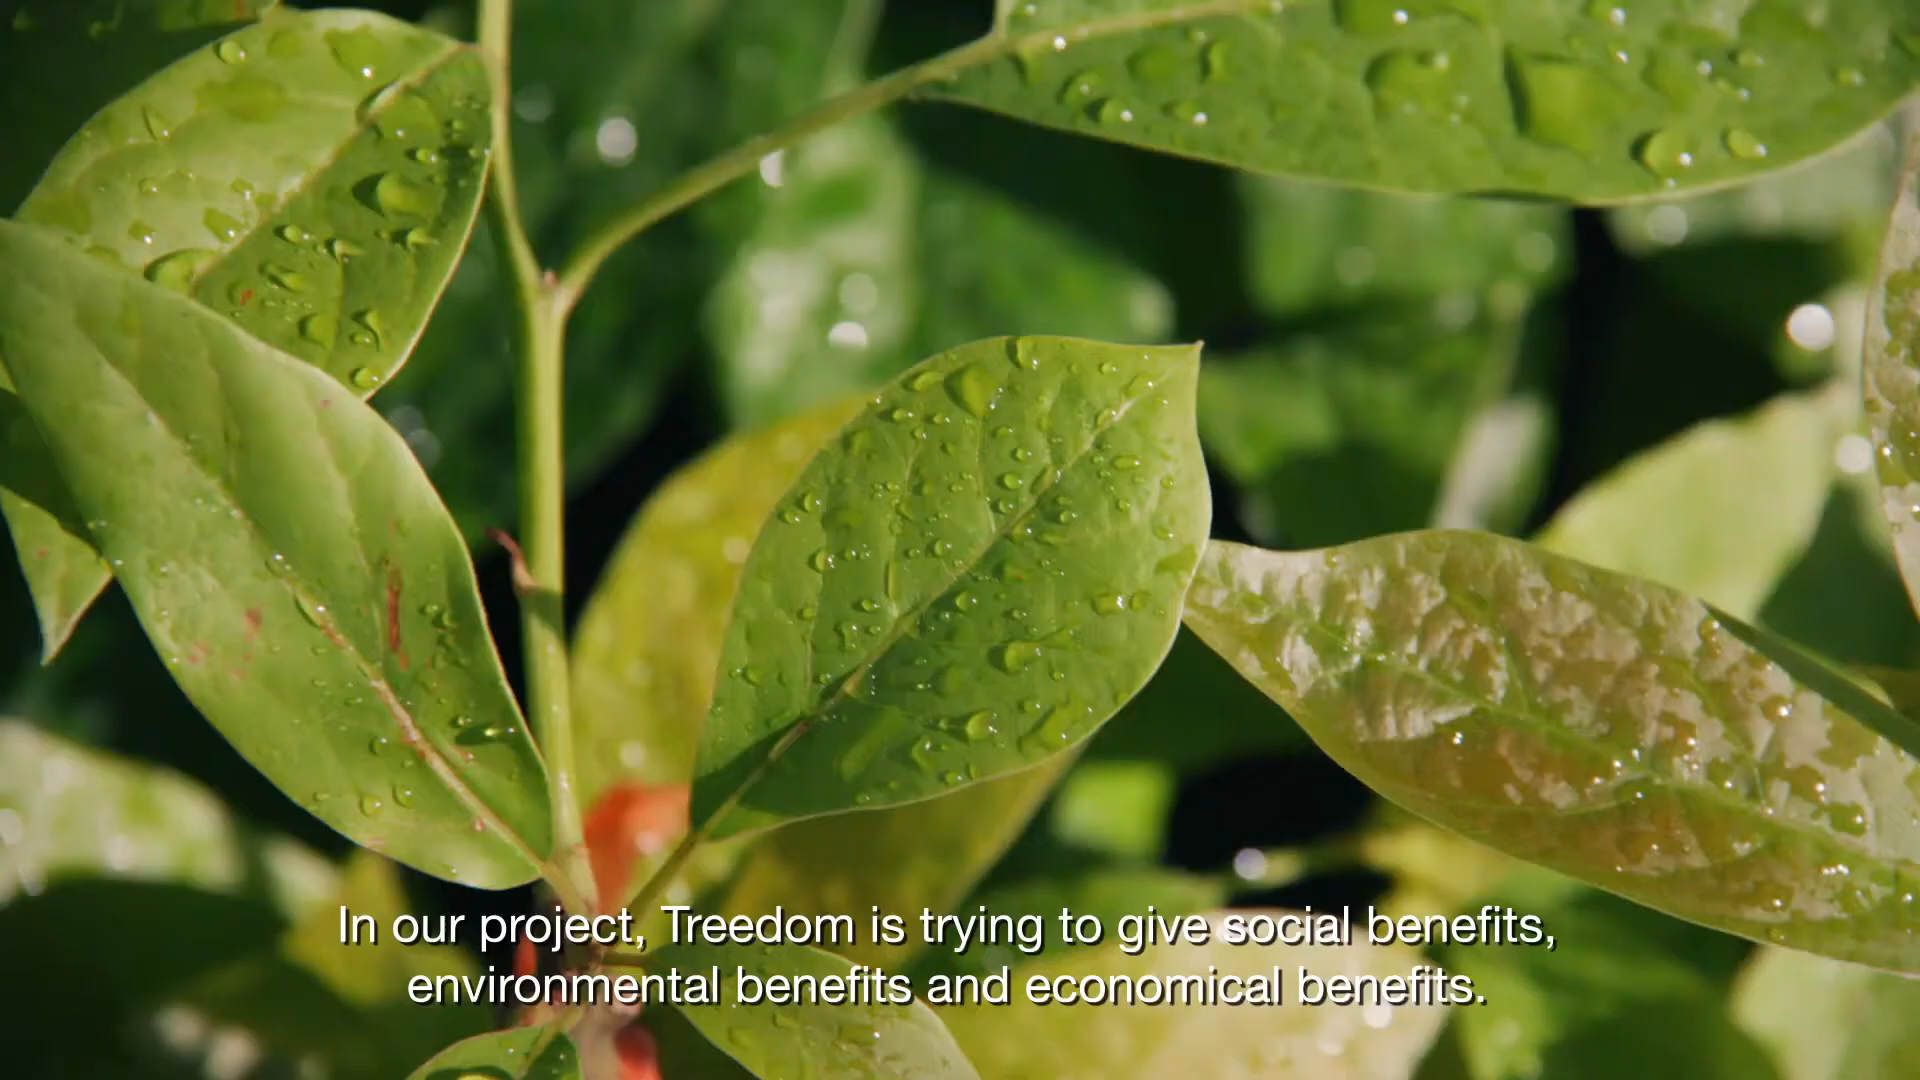 In our project, Treedom is trying to give social benefits,
environmental benefits and economical benefits.